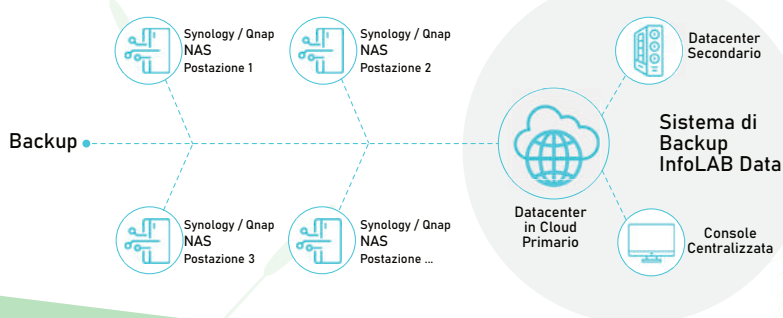 Backup
Synology / Qnap
NAS
Postazione 1
Synology / Qnap
NAS
Postazione 2
Synology / Qnap
NAS
Postazione 3
Synology / Qnap
NAS
Postazione ...
Datacenter
in Cloud
Primario
Datacenter
Secondario
Sistema di
Backup
InfoLAB Data
Console
Centralizzata